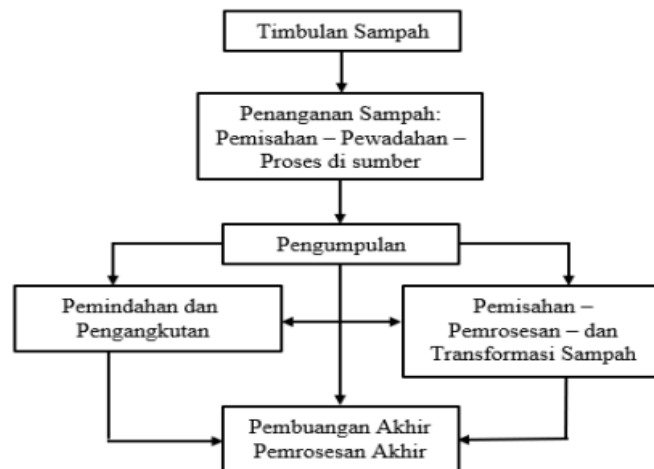 Timbulan Sampah
Penanganan Sampah:
Pemisahan – Pewadahan –
Proses di sumber
Pengumpulan
Pemindahan dan
Pengangkutan
Pemisahan –
Pemrosesan – dan
Transformasi Sampah
Pembuangan Akhir
Pemrosesan Akhir